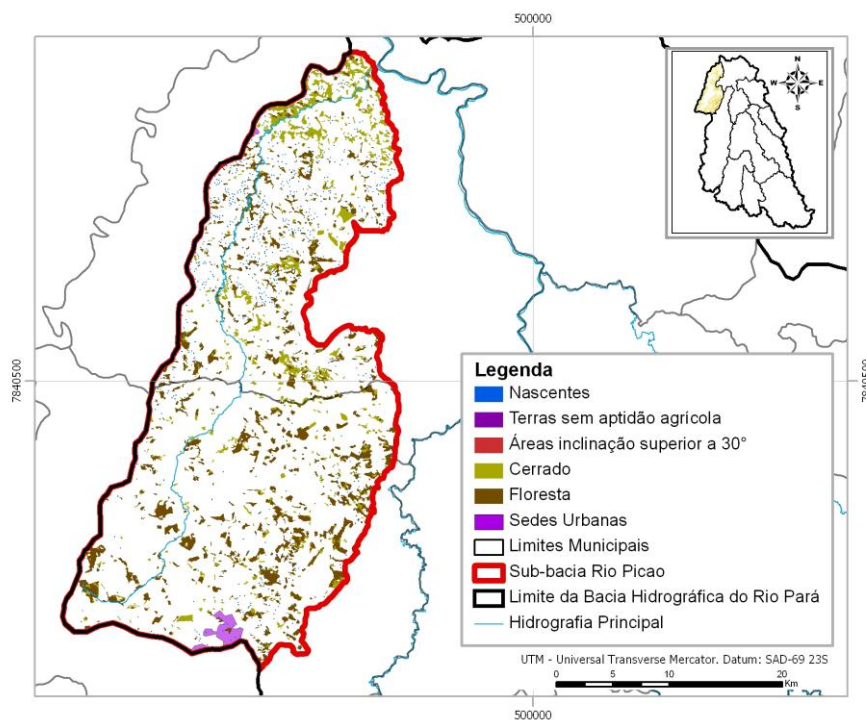 500000
N
W E
S
7840500
7840500
Legenda
Nascentes
Terras sem aptidão agrícola
Áreas inclinação superior a 30°
Cerrado
Floresta
Sedes Urbanas
Limites Municipais
Sub-bacia Rio Picao
Limite da Bacia Hidrográfica do Rio Pará
Hidrografia Principal
UTM - Universal Transverse Mercator. Datum: SAD-69 23S
0 10 20
Km
500000